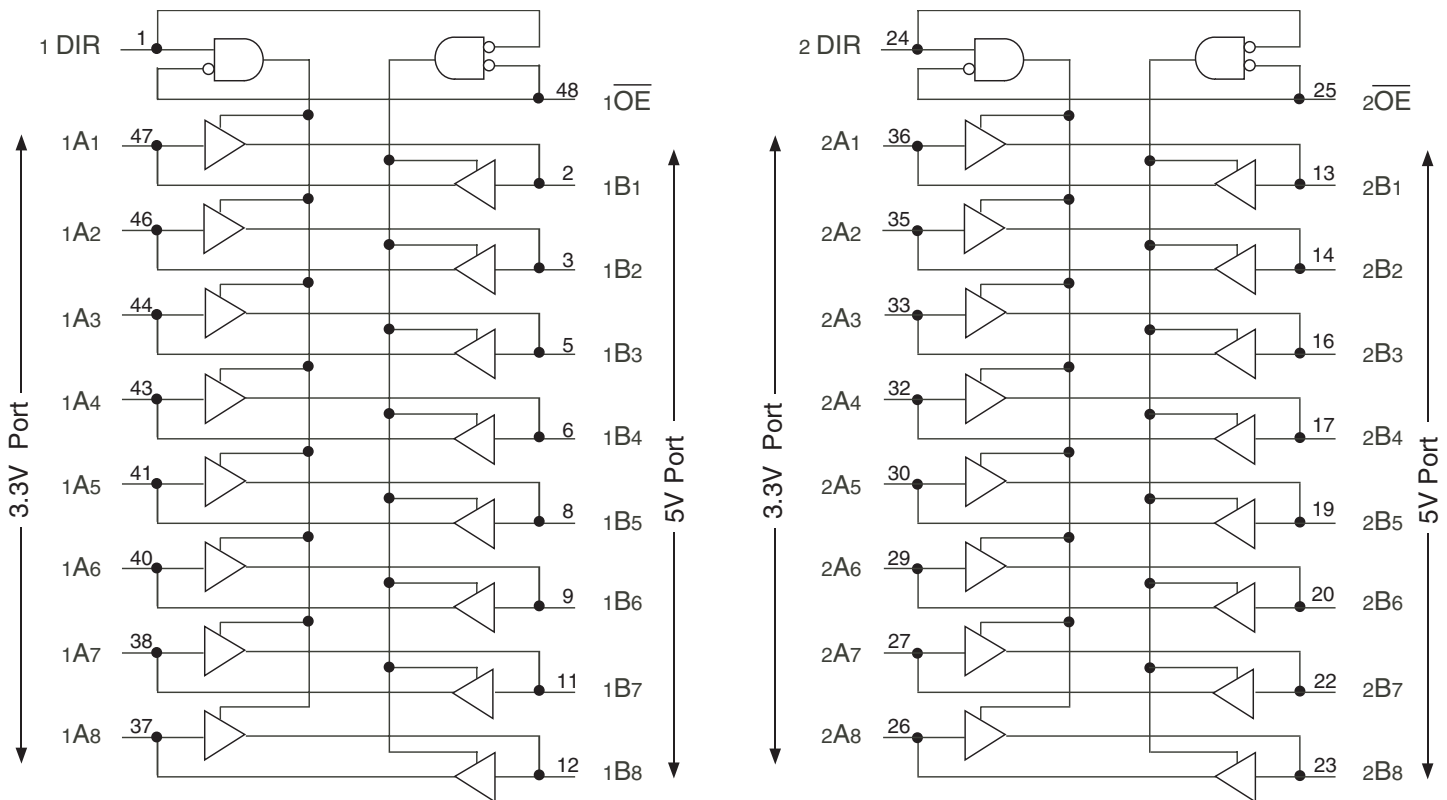 1 DIR 1
48 1OE
1A1 47
2 1B1
1A2 46
3 1B2
1A3 44
5 1B3
1A4 43
6 1B4
1A5 41
8 1B5
1A6 40
9 1B6
1A7 38
11 1B7
1A8 37
12 1B8
3.3V Port
5V Port
2 DIR 24
25 2OE
2A1 36
13 2B1
2A2 35
14 2B2
2A3 33
16 2B3
2A4 32
17 2B4
2A5 30
19 2B5
2A6 29
20 2B6
2A7 27
22 2B7
2A8 26
23 2B8
3.3V Port
5V Port